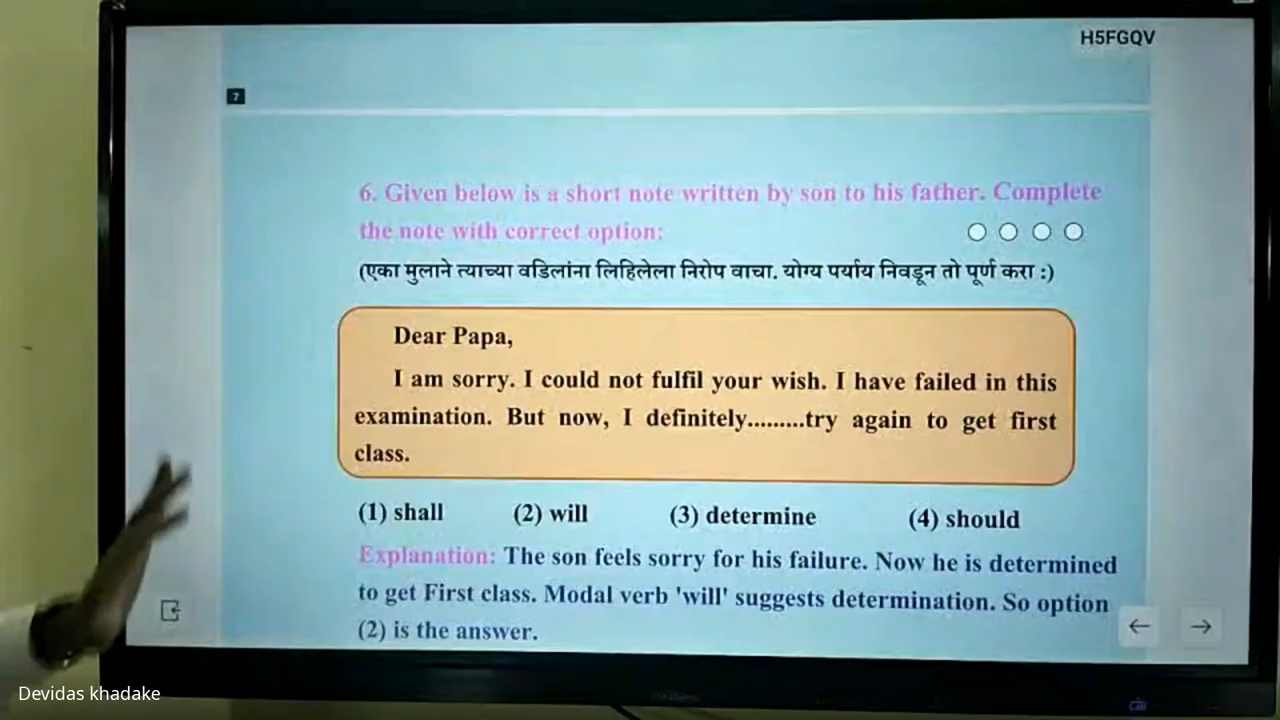 H5FGQV
7
6. Given below is a short note written by son to his father. Complete
the note with correct option:
(एका मुलाने त्याच्या वडिलांना लिहिलेला निरोप वाचा. योग्य पर्याय निवडून तो पूर्ण करा :)
Dear Papa,
I am sorry. I could not fulfil your wish. I have failed in this
examination. But now, I definitely.........try again to get first
class.
(1) shall (2) will (3) determine (4) should
Explanation: The son feels sorry for his failure. Now he is determined
to get First class. Modal verb 'will' suggests determination. So option
(2) is the answer.
Devidas khadake